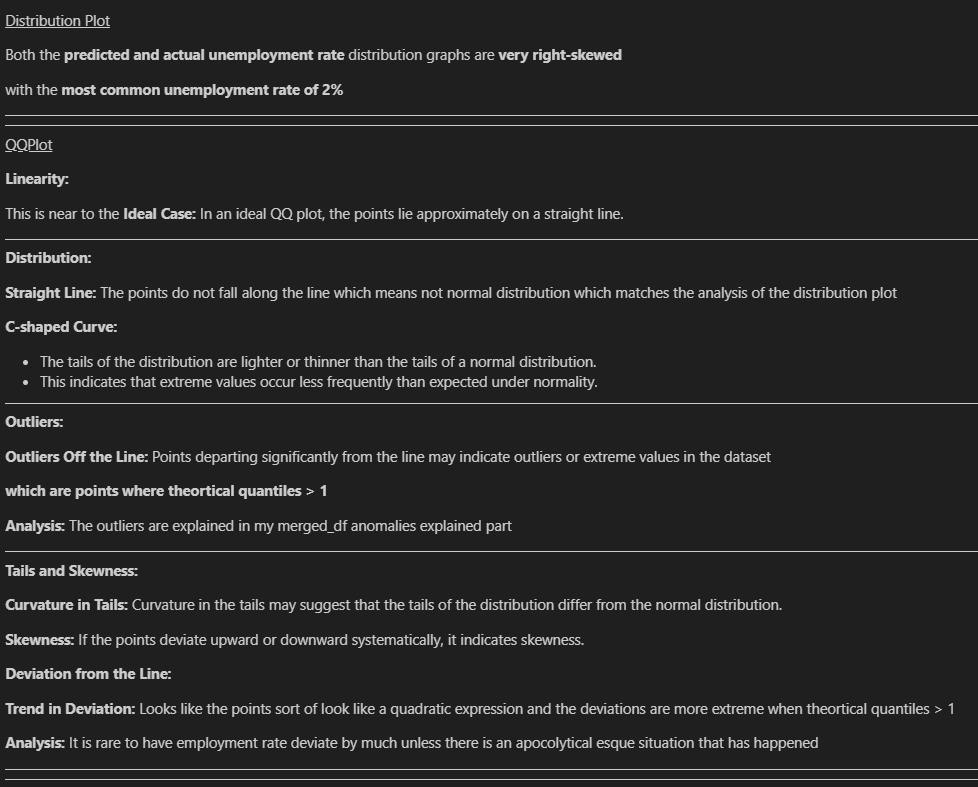 Distribution Plot
Both the predicted and actual unemployment rate distribution graphs are very right-skewed
with the most common unemployment rate of 2%
QQPlot
Linearity:
This is near to the Ideal Case: In an ideal QQ plot, the points lie approximately on a straight line.
Distribution:
Straight Line: The points do not fall along the line which means not normal distribution which matches the analysis of the distribution plot
C-shaped Curve:
• The tails of the distribution are lighter or thinner than the tails of a normal distribution.
• This indicates that extreme values occur less frequently than expected under normality.
Outliers:
Outliers Off the Line: Points departing significantly from the line may indicate outliers or extreme values in the dataset
which are points where theortical quantiles > 1
Analysis: The outliers are explained in my merged_df anomalies explained part
Tails and Skewness:
Curvature in Tails: Curvature in the tails may suggest that the tails of the distribution differ from the normal distribution.
Skewness: If the points deviate upward or downward systematically, it indicates skewness.
Deviation from the Line:
Trend in Deviation: Looks like the points sort of look like a quadratic expression and the deviations are more extreme when theortical quantiles > 1
Analysis: It is rare to have employment rate deviate by much unless there is an apocolytical esque situation that has happened